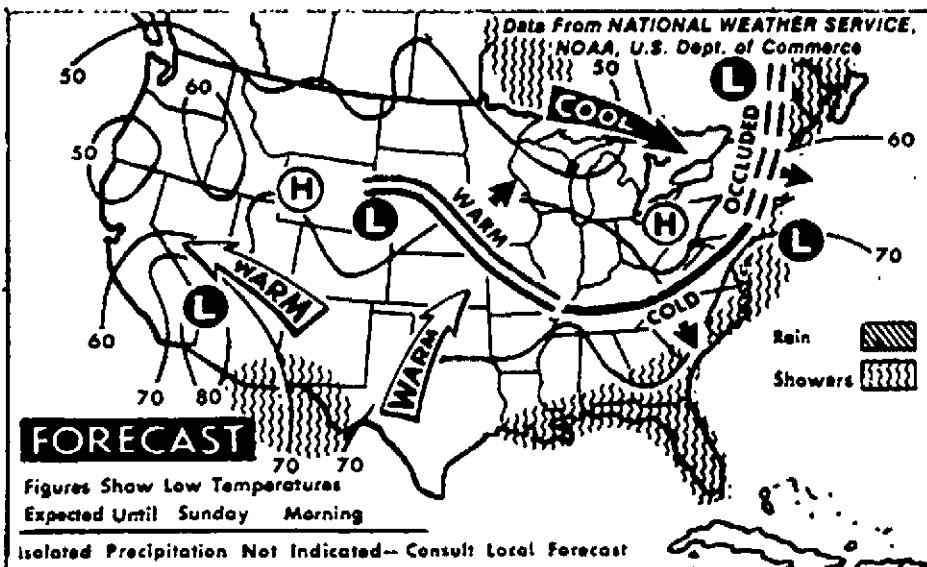 Data From NATIONAL WEATHER SERVICE,
NOAA, U.S. Dept. of Commerce
50
60
50
COOL
L
50
OCCLUDED
60
H
L
WARM
H
L
70
WARM
L
WARM
COLD
60
70
80
70
70
Rain
Showers
FORECAST
Figures Show Low Temperatures
Expected Until Sunday Morning
Isolated Precipitation Not Indicated— Consult Local Forecast